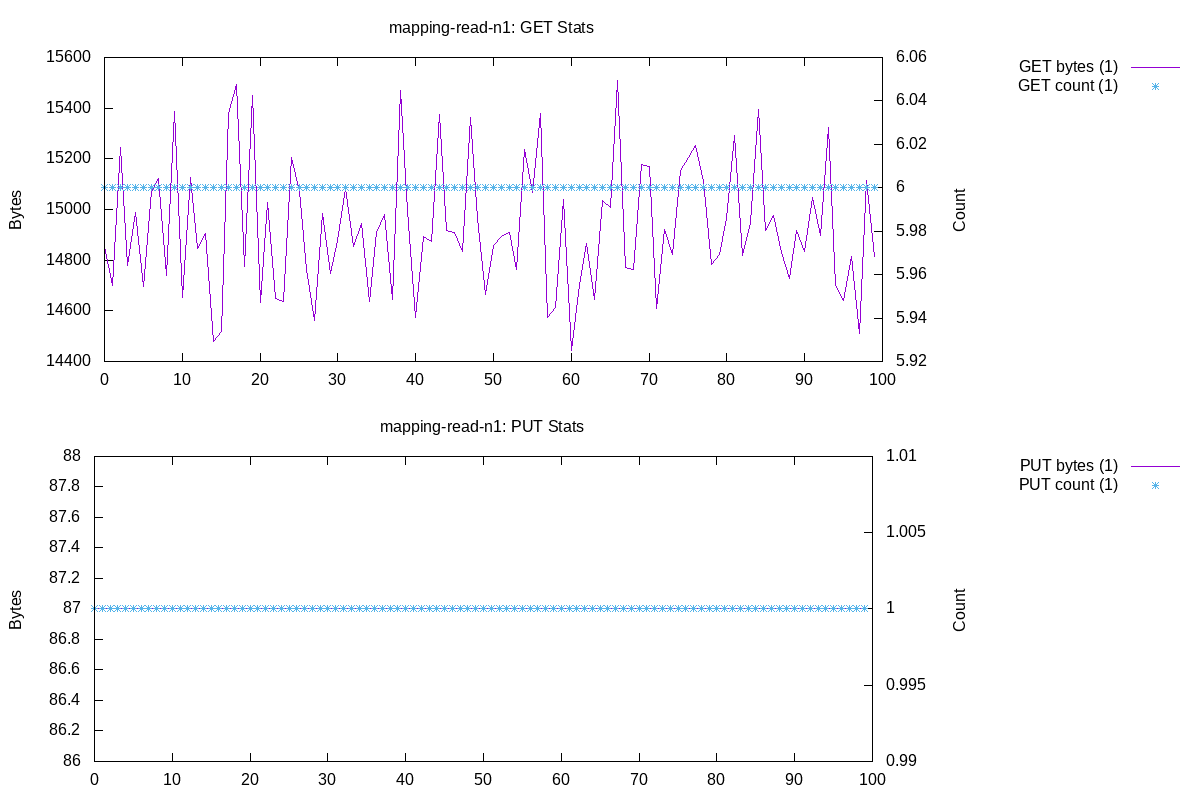 mapping-read-n1: GET Stats
15600
15400
15200
15000
14800
14600
14400
Bytes
0 10 20 30 40 50 60 70 80 90 100
6.06
6.04
6.02
6
5.98
5.96
5.94
5.92
Count
GET bytes (1)
GET count (1)
mapping-read-n1: PUT Stats
88
87.8
87.6
87.4
87.2
87
86.8
86.6
86.4
86.2
86
Bytes
0 10 20 30 40 50 60 70 80 90 100
1.01
1.005
1
0.995
0.99
Count
PUT bytes (1)
PUT count (1)